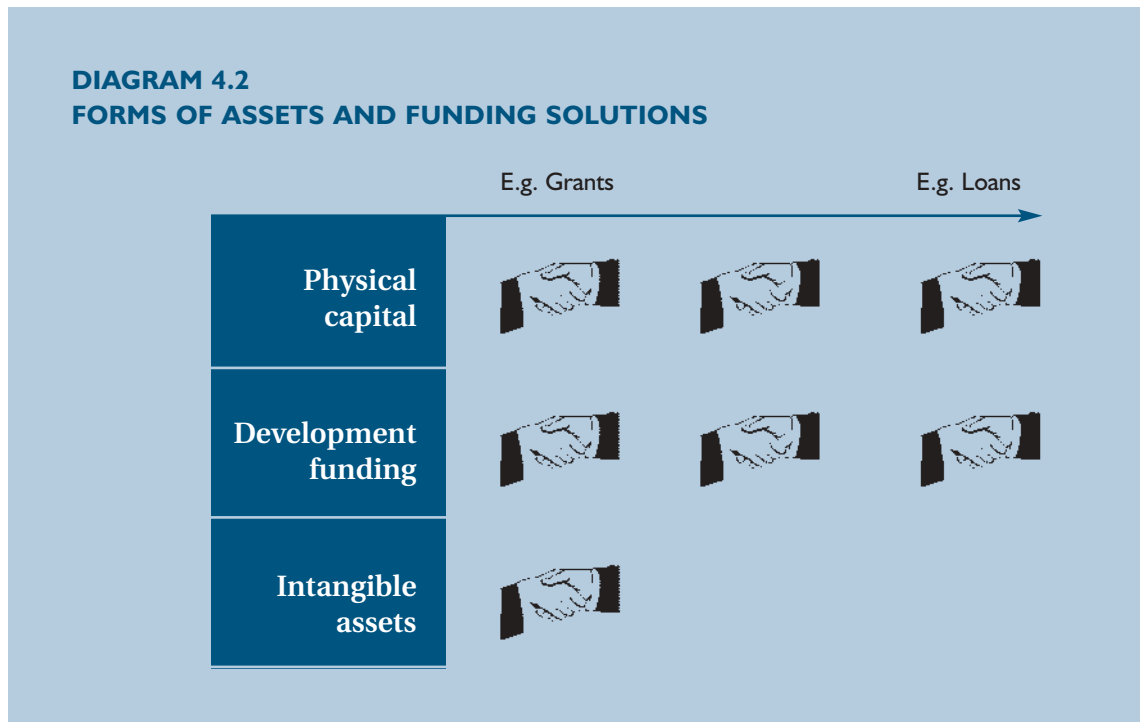 DIAGRAM 4.2
FORMS OF ASSETS AND FUNDING SOLUTIONS
E.g. Grants
E.g. Loans
Physical
capital
Development
funding
Intangible
assets